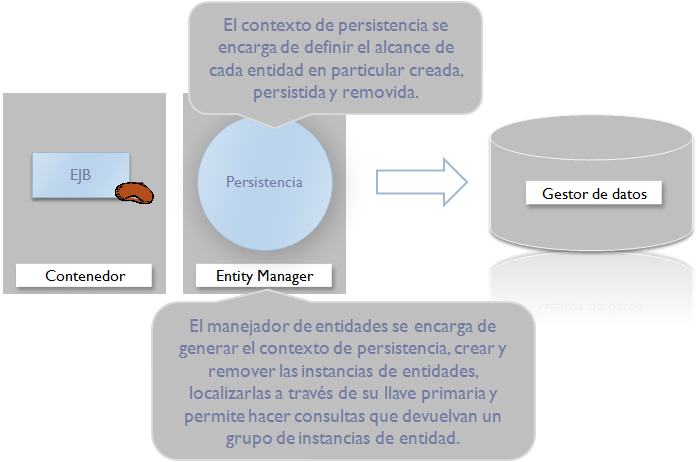 El contexto de persistencia se
encarga de definir el alcance de
cada entidad en particular creada,
persistida y removida.
EJB
Persistencia
Gestor de datos
Contenedor
Entity Manager
Gestor de datos
El manejador de entidades se encarga de
generar el contexto de persistencia, crear y
remover las instancias de entidades,
localizarlas a través de su llave primaria y
permite hacer consultas que devuelvan un
grupo de instancias de entidad.